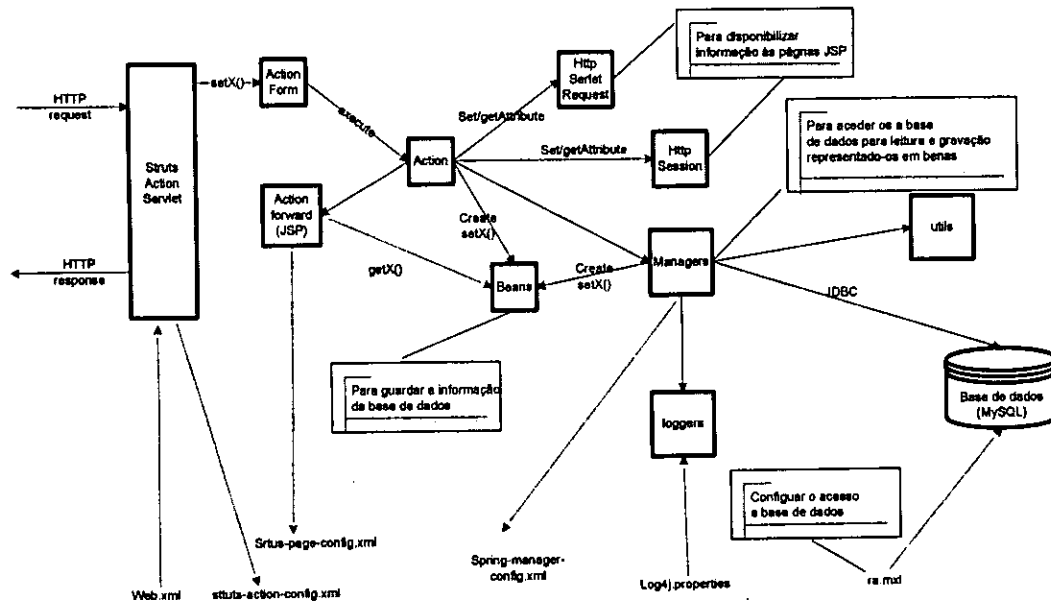 HTTP
request
Struts
Action
Servlet
HTTP
response
setX()
Action
Form
execute
Action
Action
forward
(JSP)
getX()
Set/getAttribute
Http
Serlet
Request
Set/getAttribute
Http
Session
Para disponibilizar
informação às págnas JSP
Para aceder os a base
de dados para leitura e gravação
representado-os em benas
Create
setX()
Beans
Create
setX()
Managers
utils
JDBC
Base de dados
(MySQL)
Para guardar a informação
da base de dados
loggers
Configuar o acesso
a base de dados
Srtus-page-config.xml
Spring-manager-
config.xml
Log4j.properties
Web.xml
sttuts-action-config.xml